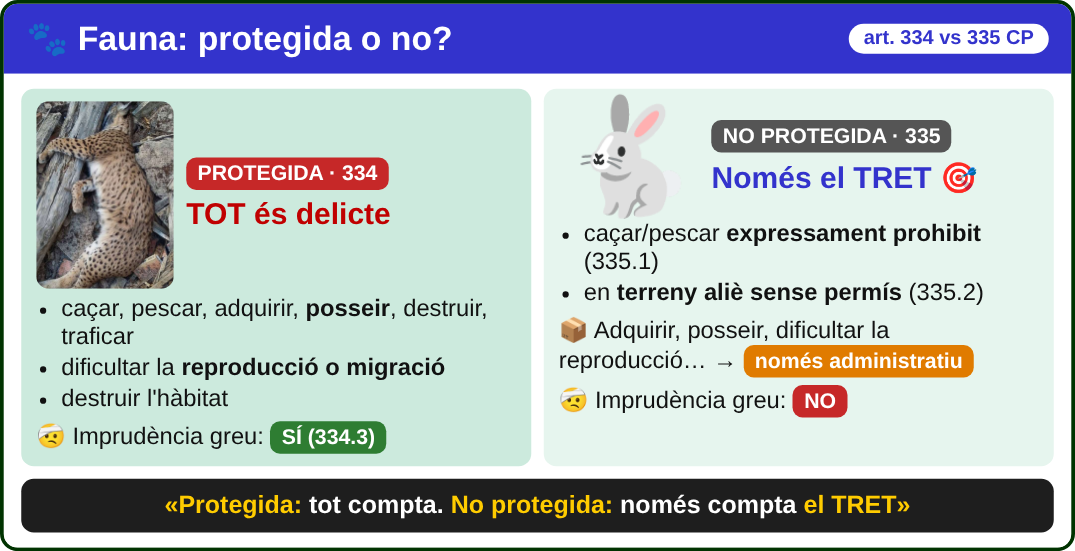 Fauna: protegida o no?
art. 334 vs 335 CP
PROTEGIDA · 334
TOT és delicte
• caçar, pescar, adquirir, posseir, destruir,
traficar
• dificultar la reproducció o migració
• destruir l'hàbitat
Imprudència greu: SÍ (334.3)
NO PROTEGIDA · 335
Només el TRET
• caçar/pescar expressament prohibit
(335.1)
• en terreny aliè sense permís (335.2)
Adquirir, posseir, dificultar la
reproducció… → només administratiu
Imprudència greu: NO
«Protegida: tot compta. No protegida: només compta el TRET»